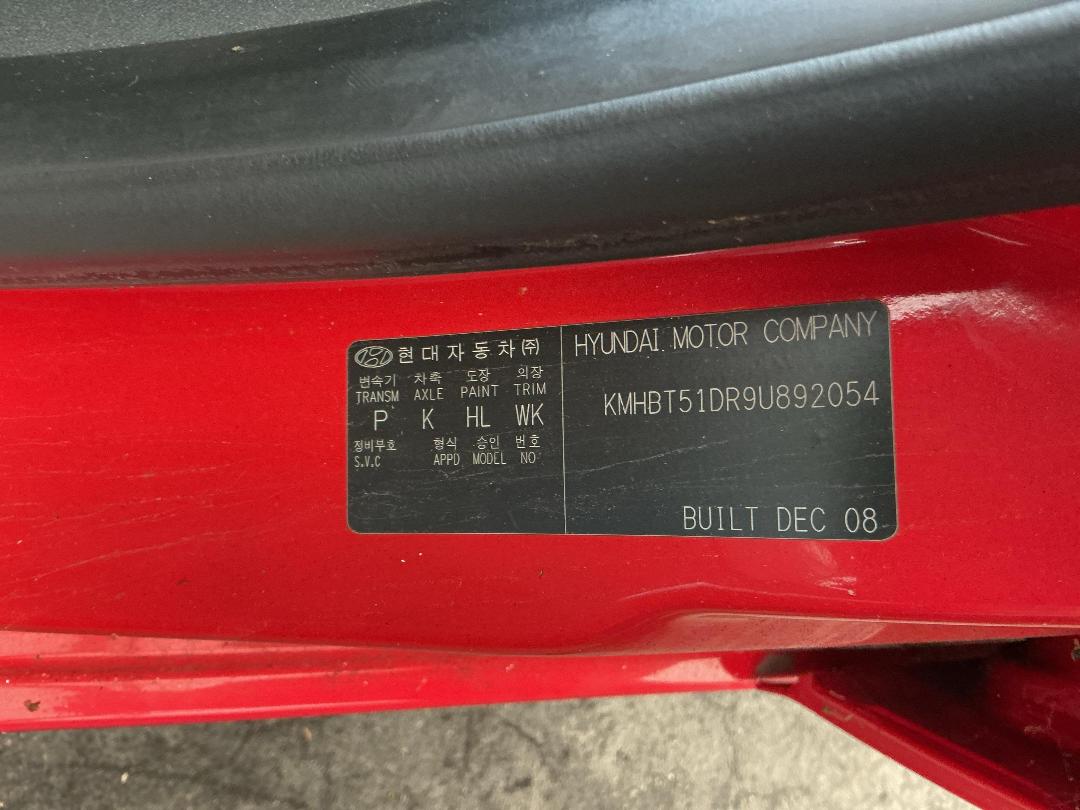 현대자동차(주)
변속기 차축 도장 의장
TRANSM AXLE PAINT TRIM
P K HL WK
정비부호 형식 승인 번호
S.V.C APPD MODEL NO
HYUNDAI MOTOR COMPANY
KMHBT51DR9U892054
BUILT DEC 08